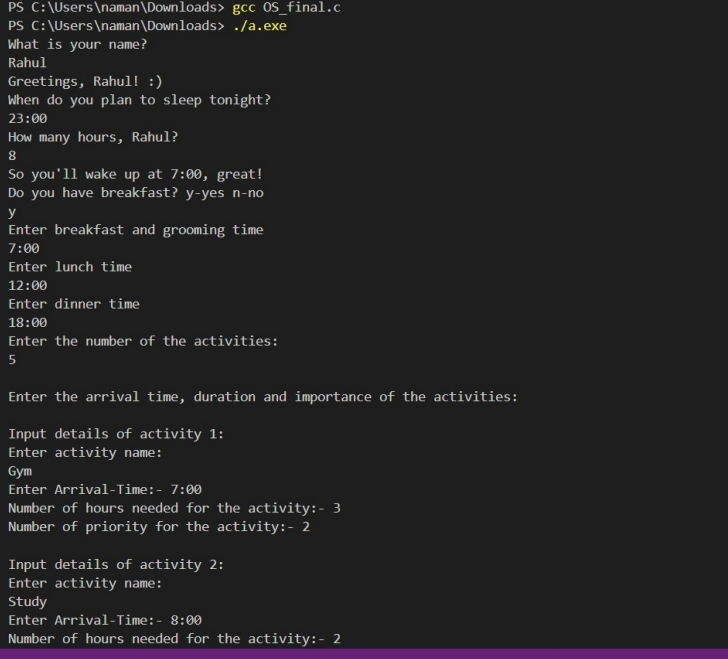 PS C:\Users\naman\Downloads> gcc OS_final.c
PS C:\Users\naman\Downloads> ./a.exe
What is your name?
Rahul
Greetings, Rahul! :)
When do you plan to sleep tonight?
23:00
How many hours, Rahul?
8
So you'll wake up at 7:00, great!
Do you have breakfast? y-yes n-no
y
Enter breakfast and grooming time
7:00
Enter lunch time
12:00
Enter dinner time
18:00
Enter the number of the activities:
5
Enter the arrival time, duration and importance of the activities:
Input details of activity 1:
Enter activity name:
Gym
Enter Arrival-Time:- 7:00
Number of hours needed for the activity:- 3
Number of priority for the activity:- 2
Input details of activity 2:
Enter activity name:
Study
Enter Arrival-Time:- 8:00
Number of hours needed for the activity:- 2